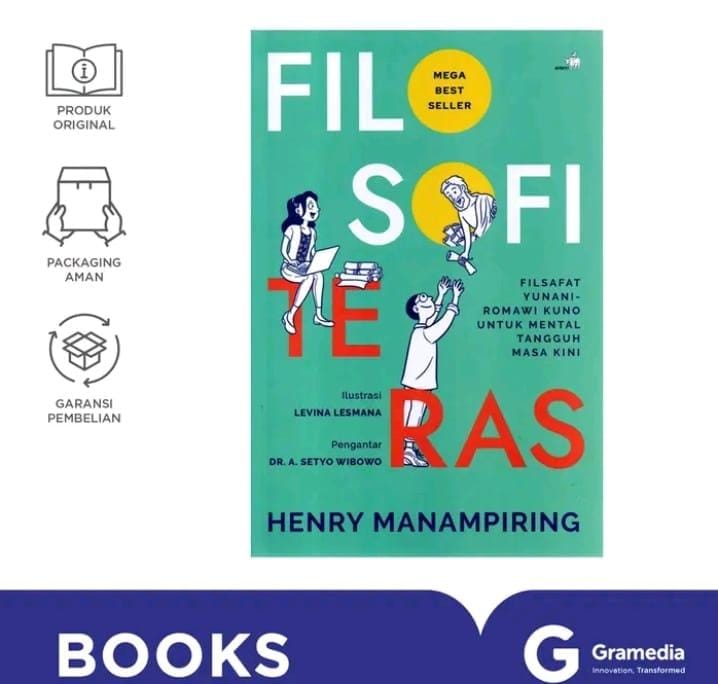 PRODUK
ORIGINAL
PACKAGING
AMAN
GARANSI
PEMBELIAN
FILO
MEGA
BEST
SELLER
SOFI
TE
RAS
FILSAFAT
YUNANI-
ROMAWI KUNO
UNTUK MENTAL
TANGGUH
MASA KINI
Ilustrasi
LEVINA LESMANA
Pengantar
DR. A. SETYO WIBOWO
HENRY MANAMPIRING
BOOKS
G Gramedia
Innovation, Transformed